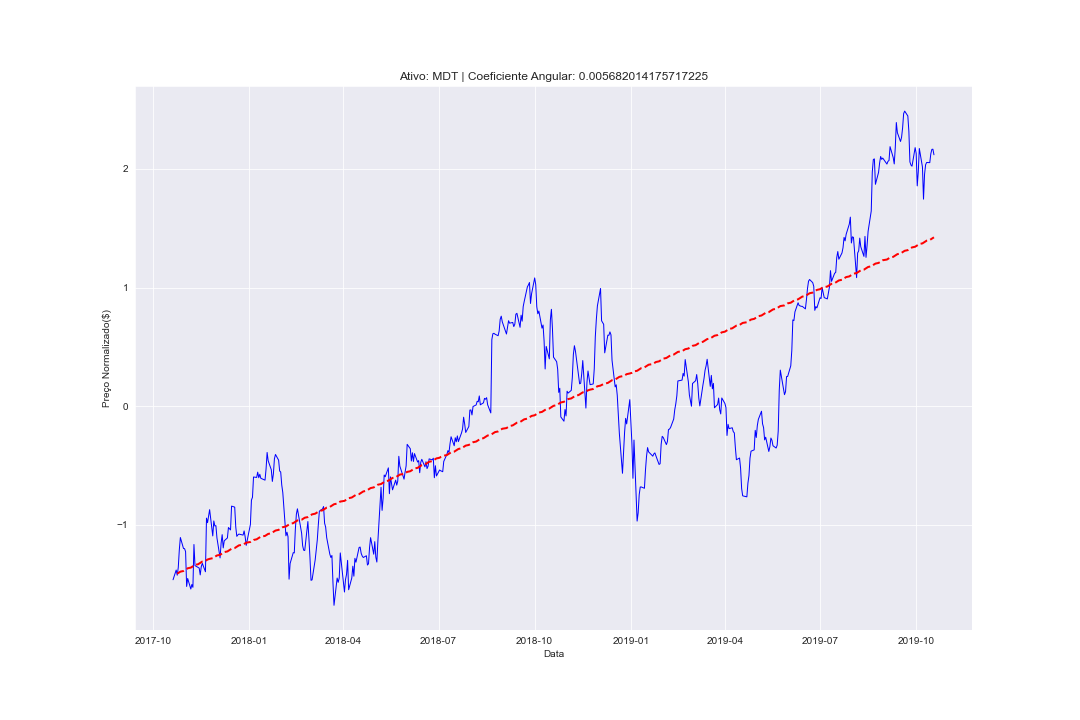 Ativo: MDT | Coeficiente Angular: 0.005682014175717225
Preço Normalizado($)
2
1
0
−1
2017-10 2018-01 2018-04 2018-07 2018-10 2019-01 2019-04 2019-07 2019-10
Data